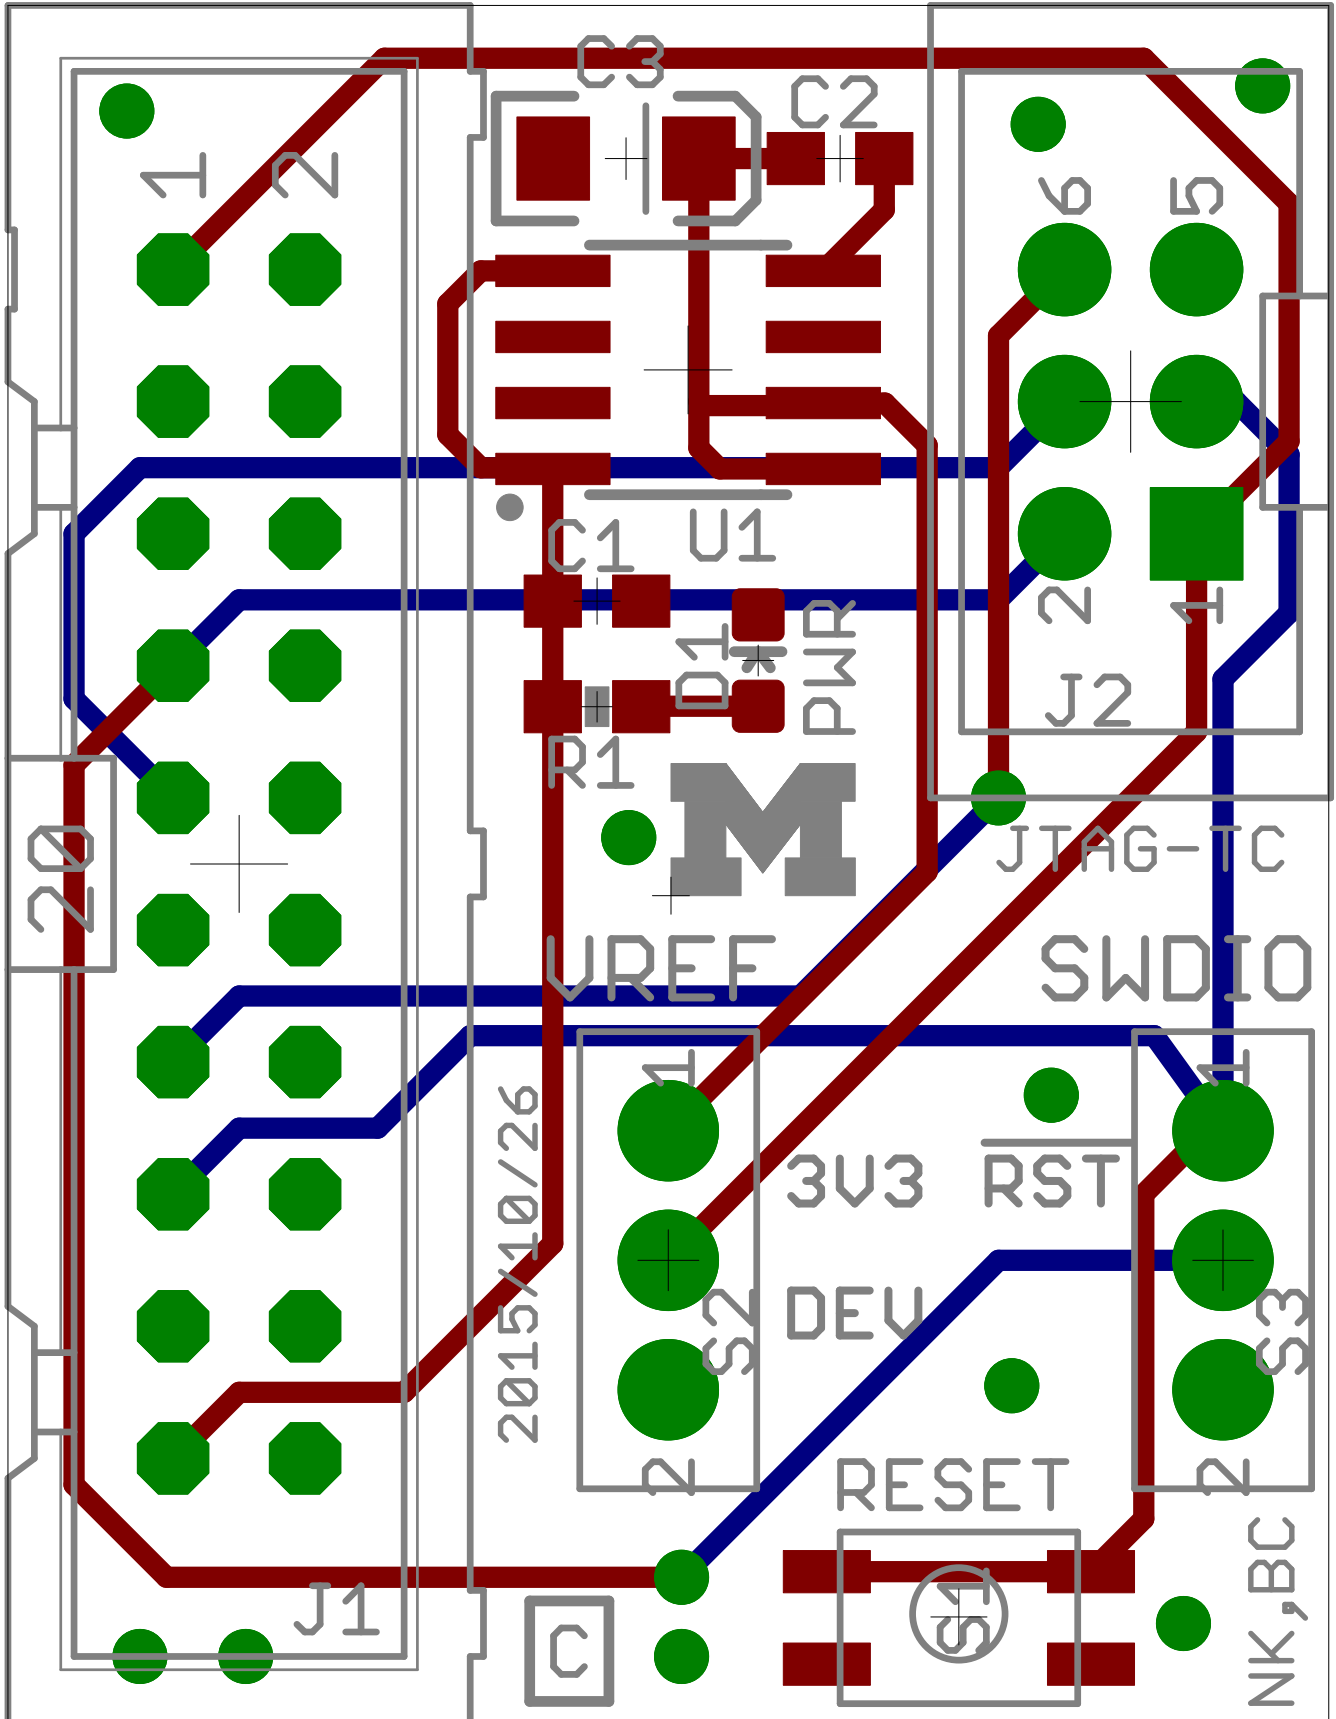 C3
C2
1 2
6 5
C1
U1
D1
PWR
2 1
R1
J2
20
M
JTAG-TC
VREF
SWDIO
1
1
2015/10/26
3V3
RST
S2
DEV
S3
2
RESET
2
J1
C
S1
NK,BC